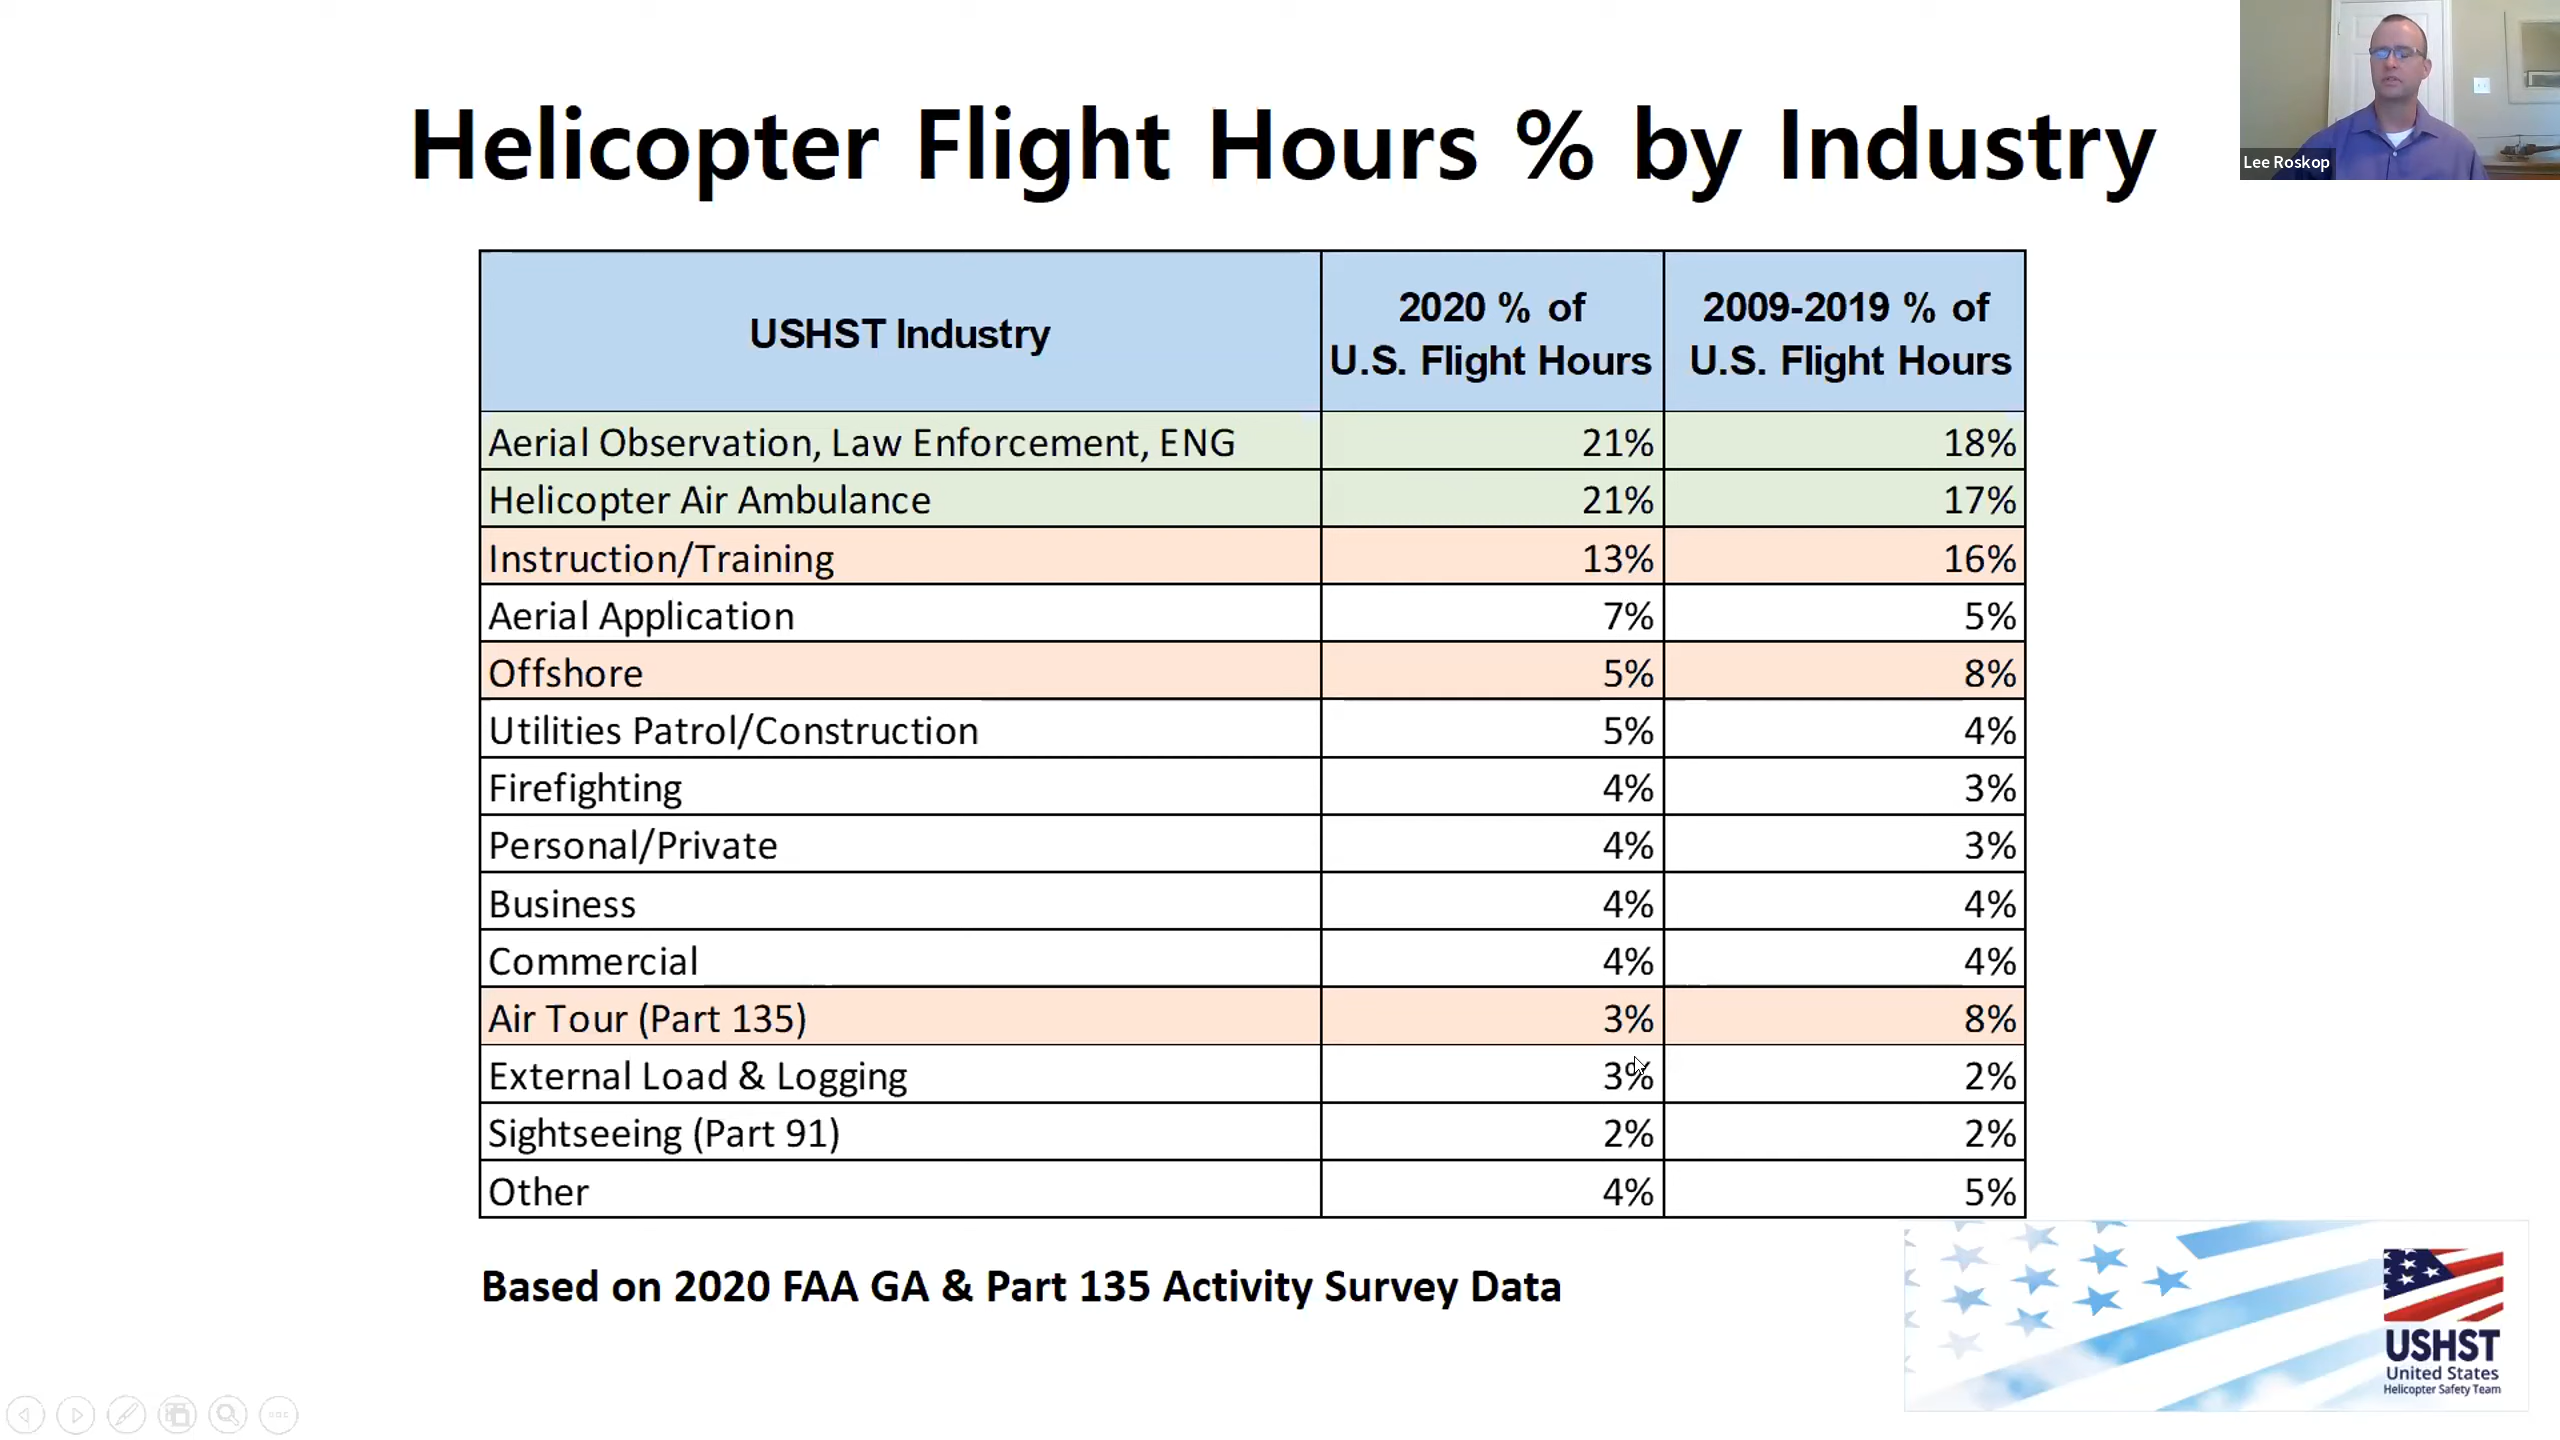 Helicopter Flight Hours % by Industry
Lee Roskop
USHST Industry
2020 % of
U.S. Flight Hours
2009-2019 % of
U.S. Flight Hours
Aerial Observation, Law Enforcement, ENG 21% 18%
Helicopter Air Ambulance 21% 17%
Instruction/Training 13% 16%
Aerial Application 7% 5%
Offshore 5% 8%
Utilities Patrol/Construction 5% 4%
Firefighting 4% 3%
Personal/Private 4% 3%
Business 4% 4%
Commercial 4% 4%
Air Tour (Part 135) 3% 8%
External Load & Logging 3% 2%
Sightseeing (Part 91) 2% 2%
Other 4% 5%
Based on 2020 FAA GA & Part 135 Activity Survey Data
USHST
United States
Helicopter Safety Team